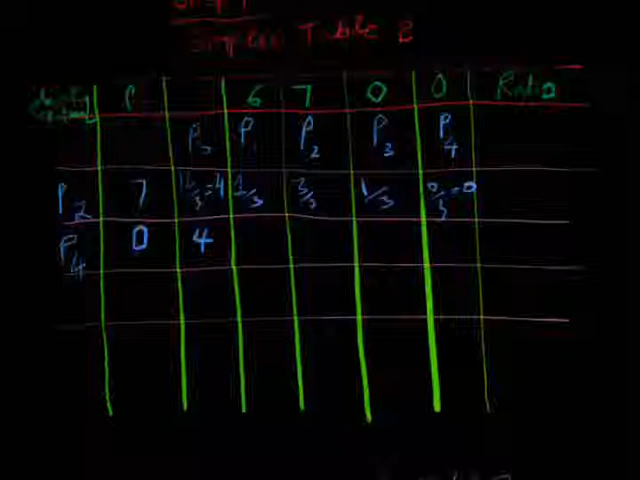 Simplex Table 2
C 6 7 0 0 Ratio
P₀ P₁ P₂ P₃ P₄
P₂ 7 12/3=4 1/3 3/3 1/3 0/3=0
P₄ 0 4